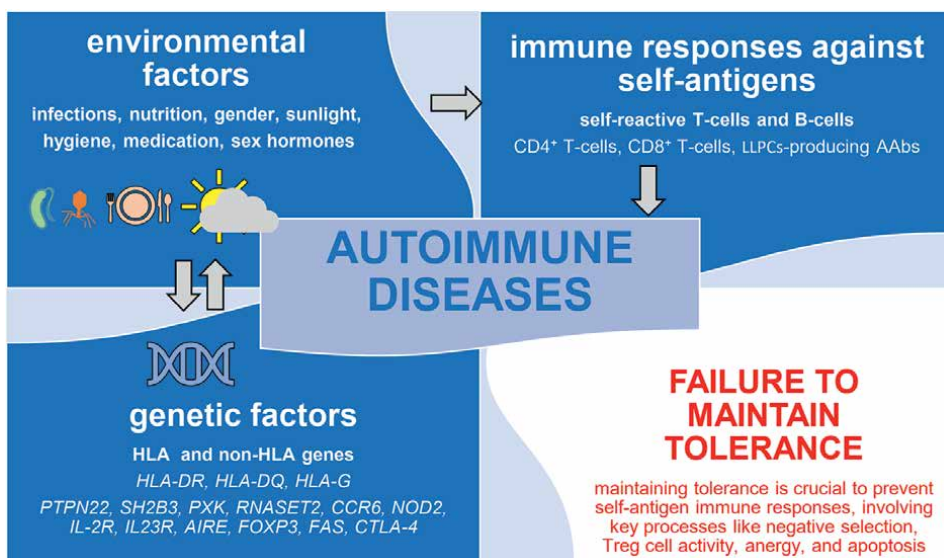 environmental
factors
infections, nutrition, gender, sunlight,
hygiene, medication, sex hormones
immune responses against
self-antigens
self-reactive T-cells and B-cells
CD4⁺ T-cells, CD8⁺ T-cells, LLPCs-producing AAbs
AUTOIMMUNE
DISEASES
genetic factors
HLA and non-HLA genes
HLA-DR, HLA-DQ, HLA-G
PTPN22, SH2B3, PXK, RNASET2, CCR6, NOD2,
IL-2R, IL23R, AIRE, FOXP3, FAS, CTLA-4
FAILURE TO
MAINTAIN
TOLERANCE
maintaining tolerance is crucial to prevent
self-antigen immune responses, involving
key processes like negative selection,
Treg cell activity, anergy, and apoptosis